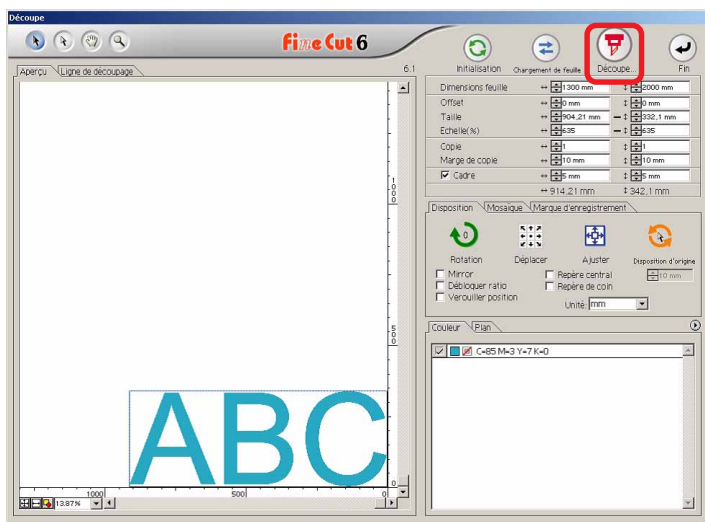 Découpe
FineCut 6
6.1
Initialisation
Chargement de feuille
Découpe...
Fin
Aperçu
Ligne de découpage
Dimensions feuille 1300 mm 2000 mm
Offset 0 mm 0 mm
Taille 904,21 mm 332,1 mm
Echelle(%) 635 635
Copie 1 1
Marge de copie 10 mm 10 mm
Cadre 5 mm 5 mm
914,21 mm 342,1 mm
Disposition Mosaïque Marque d'enregistrement
0
Rotation Déplacer Ajuster Disposition d'origine
Mirror Repère central 10 mm
Débloquer ratio Repère de coin
Verouiller position
Unité: mm
Couleur Plan
C=85 M=3 Y=7 K=0
1000
500
0
ABC
1000 500 0
13.87%